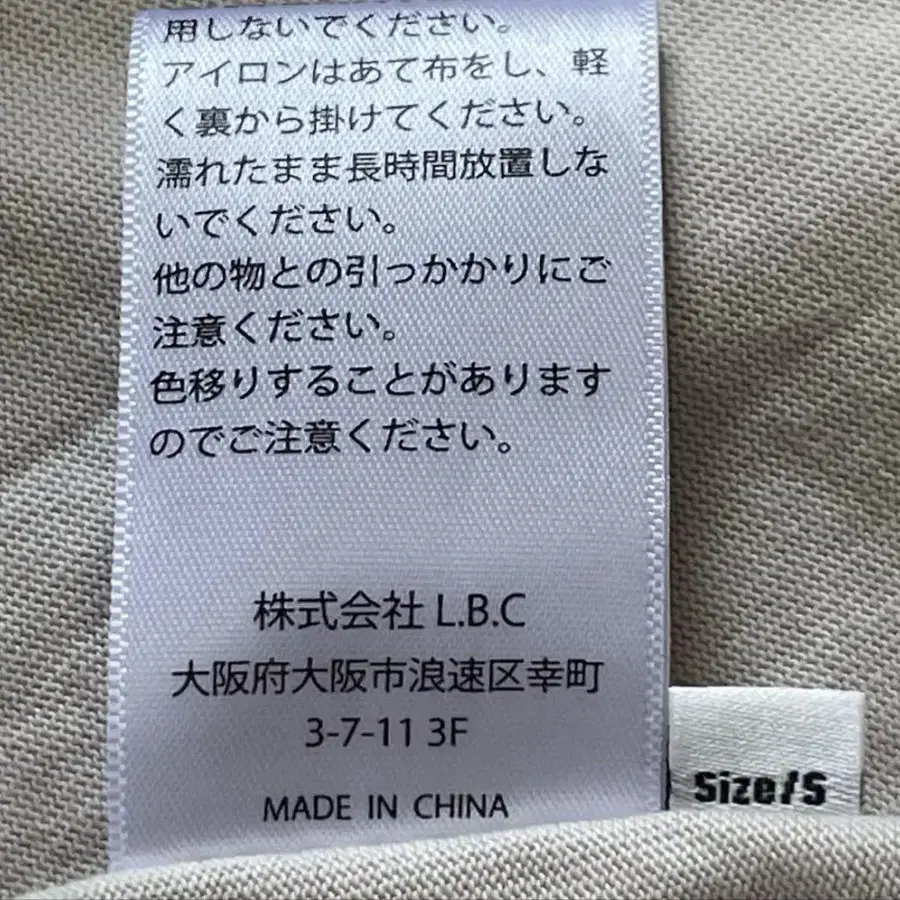 用しないでください。
アイロンはあて布をし、軽
く裏から掛けてください。
濡れたまま長時間放置しな
いでください。
他の物との引っかかりにご
注意ください。
色移りすることがあります
のでご注意ください。
株式会社 L.B.C
大阪府大阪市浪速区幸町
3-7-11 3F
MADE IN CHINA
Size/S